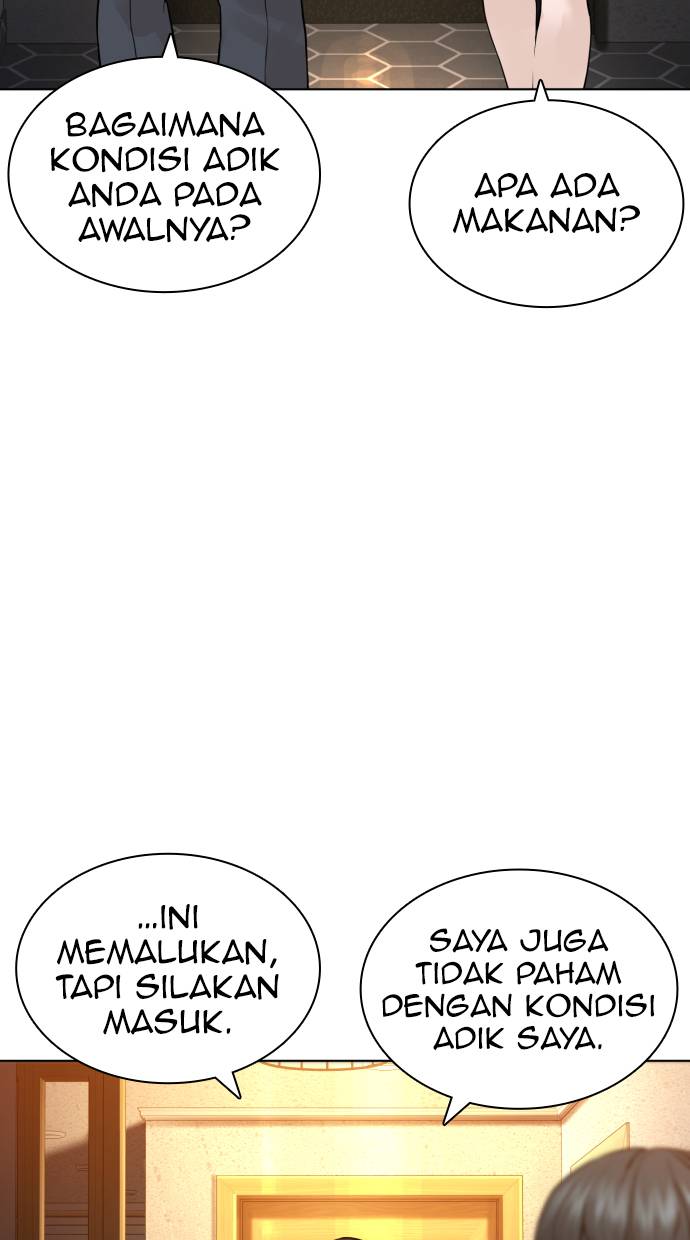 BAGAIMANA
KONDISI ADIK
ANDA PADA
AWALNYA?
APA ADA
MAKANAN?
...INI
MEMALUKAN,
TAPI SILAKAN
MASUK.
SAYA JUGA
TIDAK PAHAM
DENGAN KONDISI
ADIK SAYA.